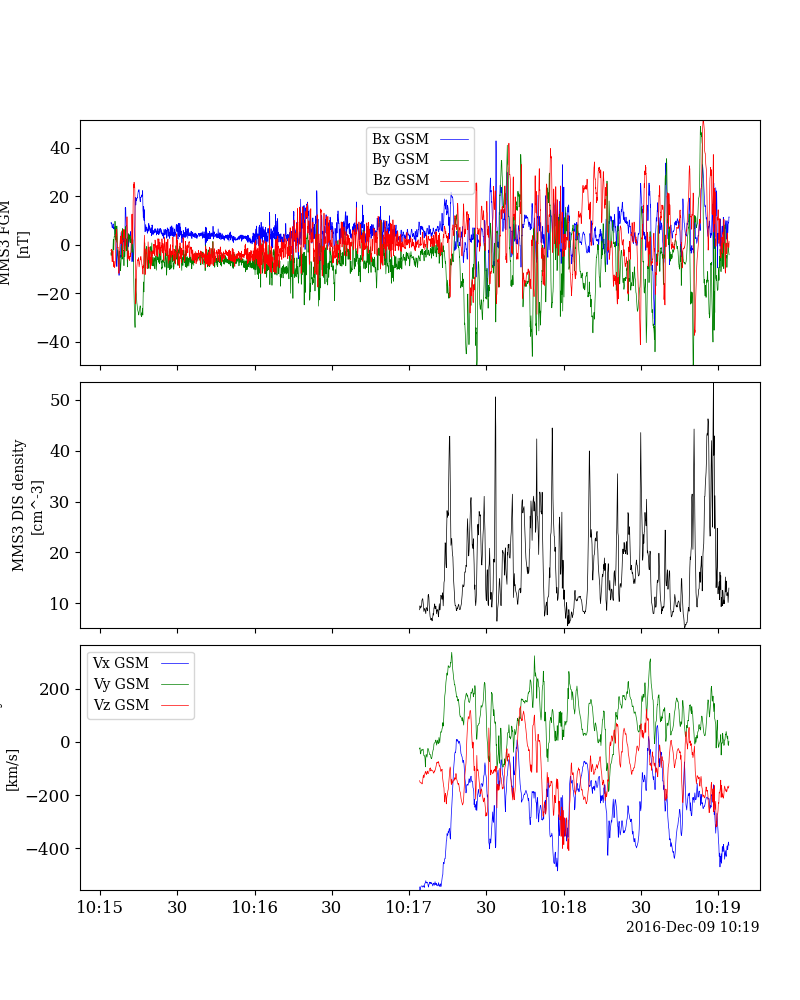 MMS3 FGM
[nT]
40
20
0
−20
−40
Bx GSM
By GSM
Bz GSM
MMS3 DIS density
[cm^-3]
50
40
30
20
10
[km/s]
200
0
−200
−400
Vx GSM
Vy GSM
Vz GSM
10:15
30
10:16
30
10:17
30
10:18
30
10:19
2016-Dec-09 10:19